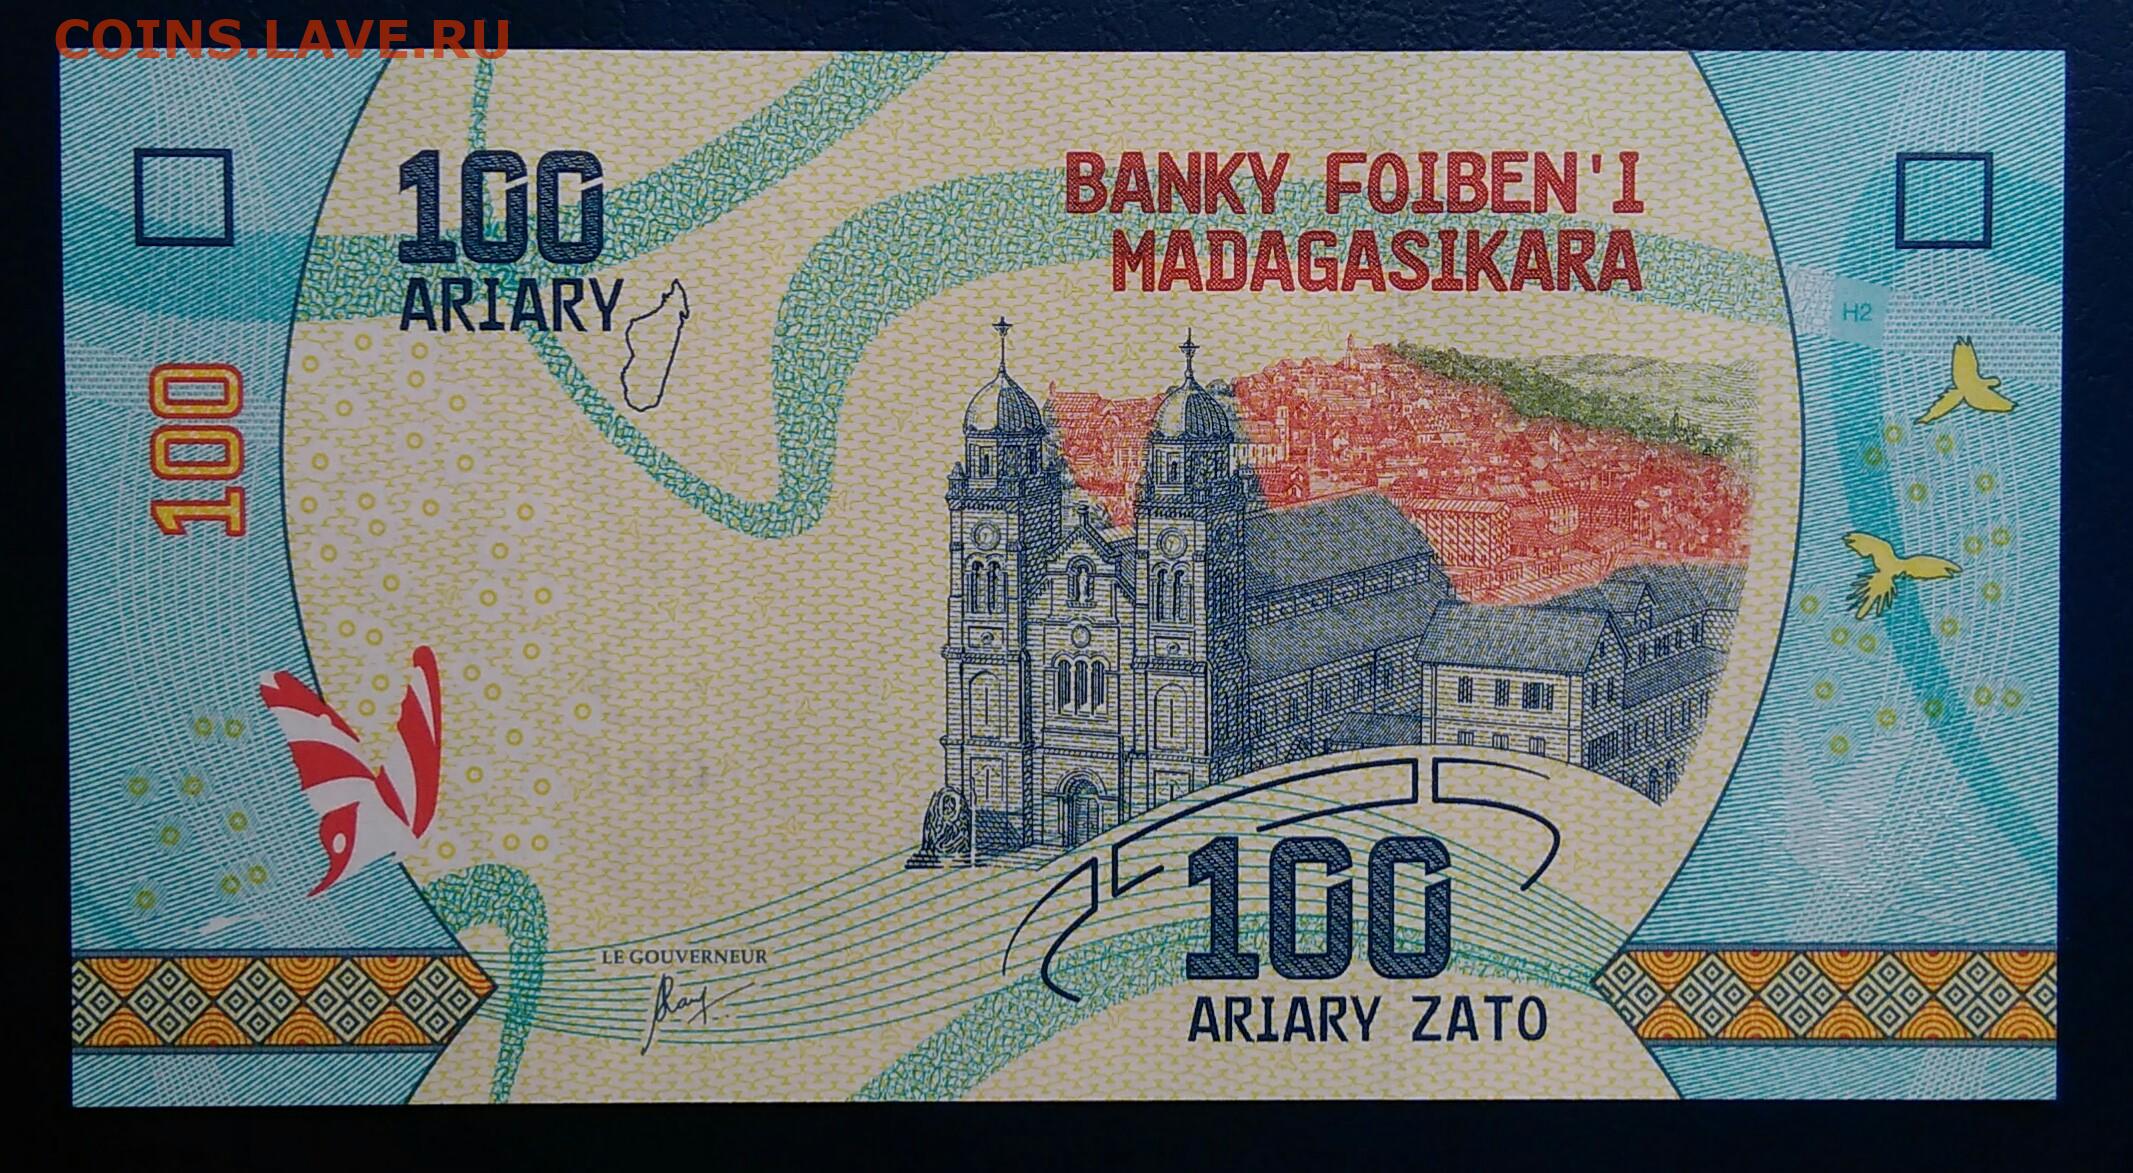 COINS.LAVE.RU
100
ARIARY
BANKY FOIBEN'I
MADAGASIKARA
H2
100
LE GOUVERNEUR
100
ARIARY ZATO